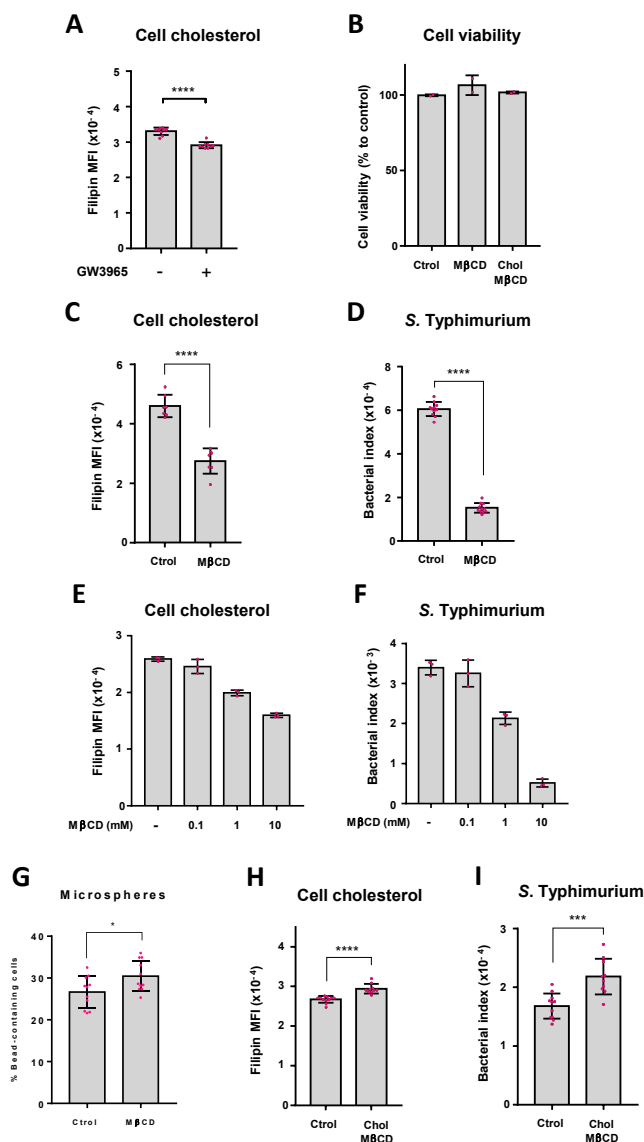 A
Cell cholesterol
****
Filipin MFI (x10⁻⁴)
5
4
3
2
1
0
GW3965
-
+
B
Cell viability
Cell viability (% to control)
100
50
0
Ctrol
MβCD
Chol
MβCD
C
Cell cholesterol
****
Filipin MFI (x10⁻⁴)
6
4
2
0
Ctrol
MβCD
D
S. Typhimurium
****
Bacterial index (x10⁻⁴)
8
6
4
2
0
Ctrol
MβCD
E
Cell cholesterol
Filipin MFI (x10⁻⁴)
3
2
1
0
MβCD (mM)
-
0.1
1
10
F
S. Typhimurium
Bacterial index (x10⁻³)
4
3
2
1
0
MβCD (mM)
-
0.1
1
10
G
Microspheres
*
% Bead-containing cells
40
30
20
10
0
Ctrol
MβCD
H
Cell cholesterol
****
Filipin MFI (x10⁻⁴)
4
3
2
1
0
Ctrol
Chol
MβCD
I
S. Typhimurium
***
Bacterial index (x10⁻⁴)
3
2
1
0
Ctrol
Chol
MβCD